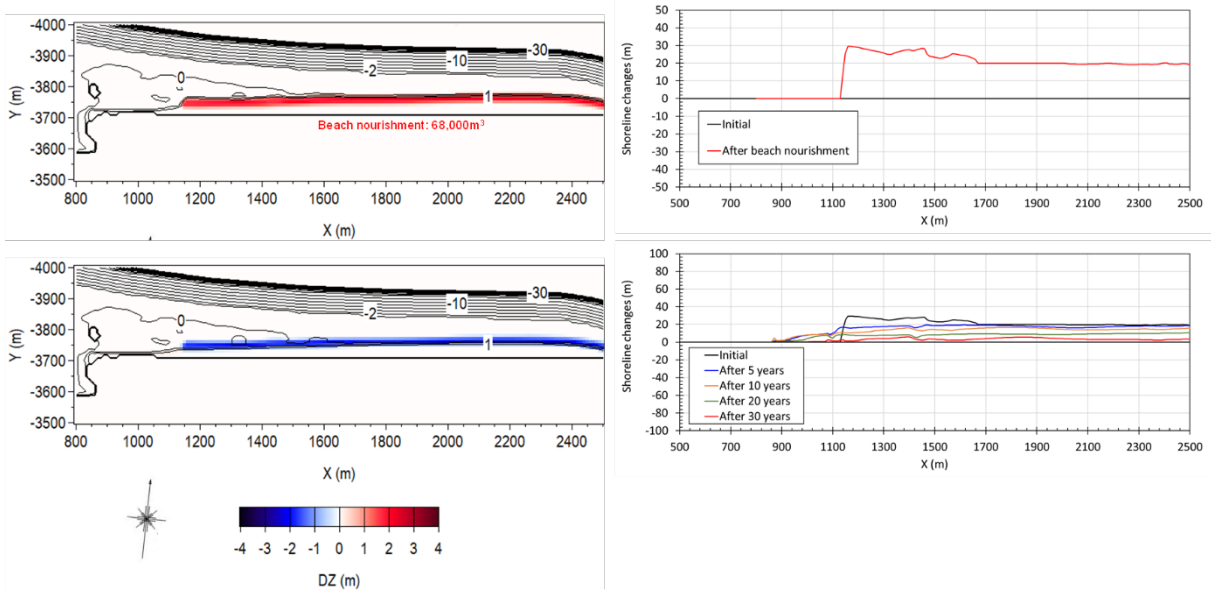 -4000
-3900
-3800
-3700
-3600
-3500
Y (m)
-30
-10
-2
0
1
Beach nourishment: 68,000m³
800 1000 1200 1400 1600 1800 2000 2200 2400
X (m)
50
40
30
20
10
0
10
20
30
40
50
Shoreline changes (m)
Initial
After beach nourishment
500 700 900 1100 1300 1500 1700 1900 2100 2300 2500
X (m)
-4000
-3900
-3800
-3700
-3600
-3500
Y (m)
-30
-10
-2
0
1
800 1000 1200 1400 1600 1800 2000 2200 2400
X (m)
100
80
60
40
20
0
-20
-40
-60
-80
-100
Shoreline changes (m)
Initial
After 5 years
After 10 years
After 20 years
After 30 years
500 700 900 1100 1300 1500 1700 1900 2100 2300 2500
X (m)
-4 -3 -2 -1 0 1 2 3 4
DZ (m)